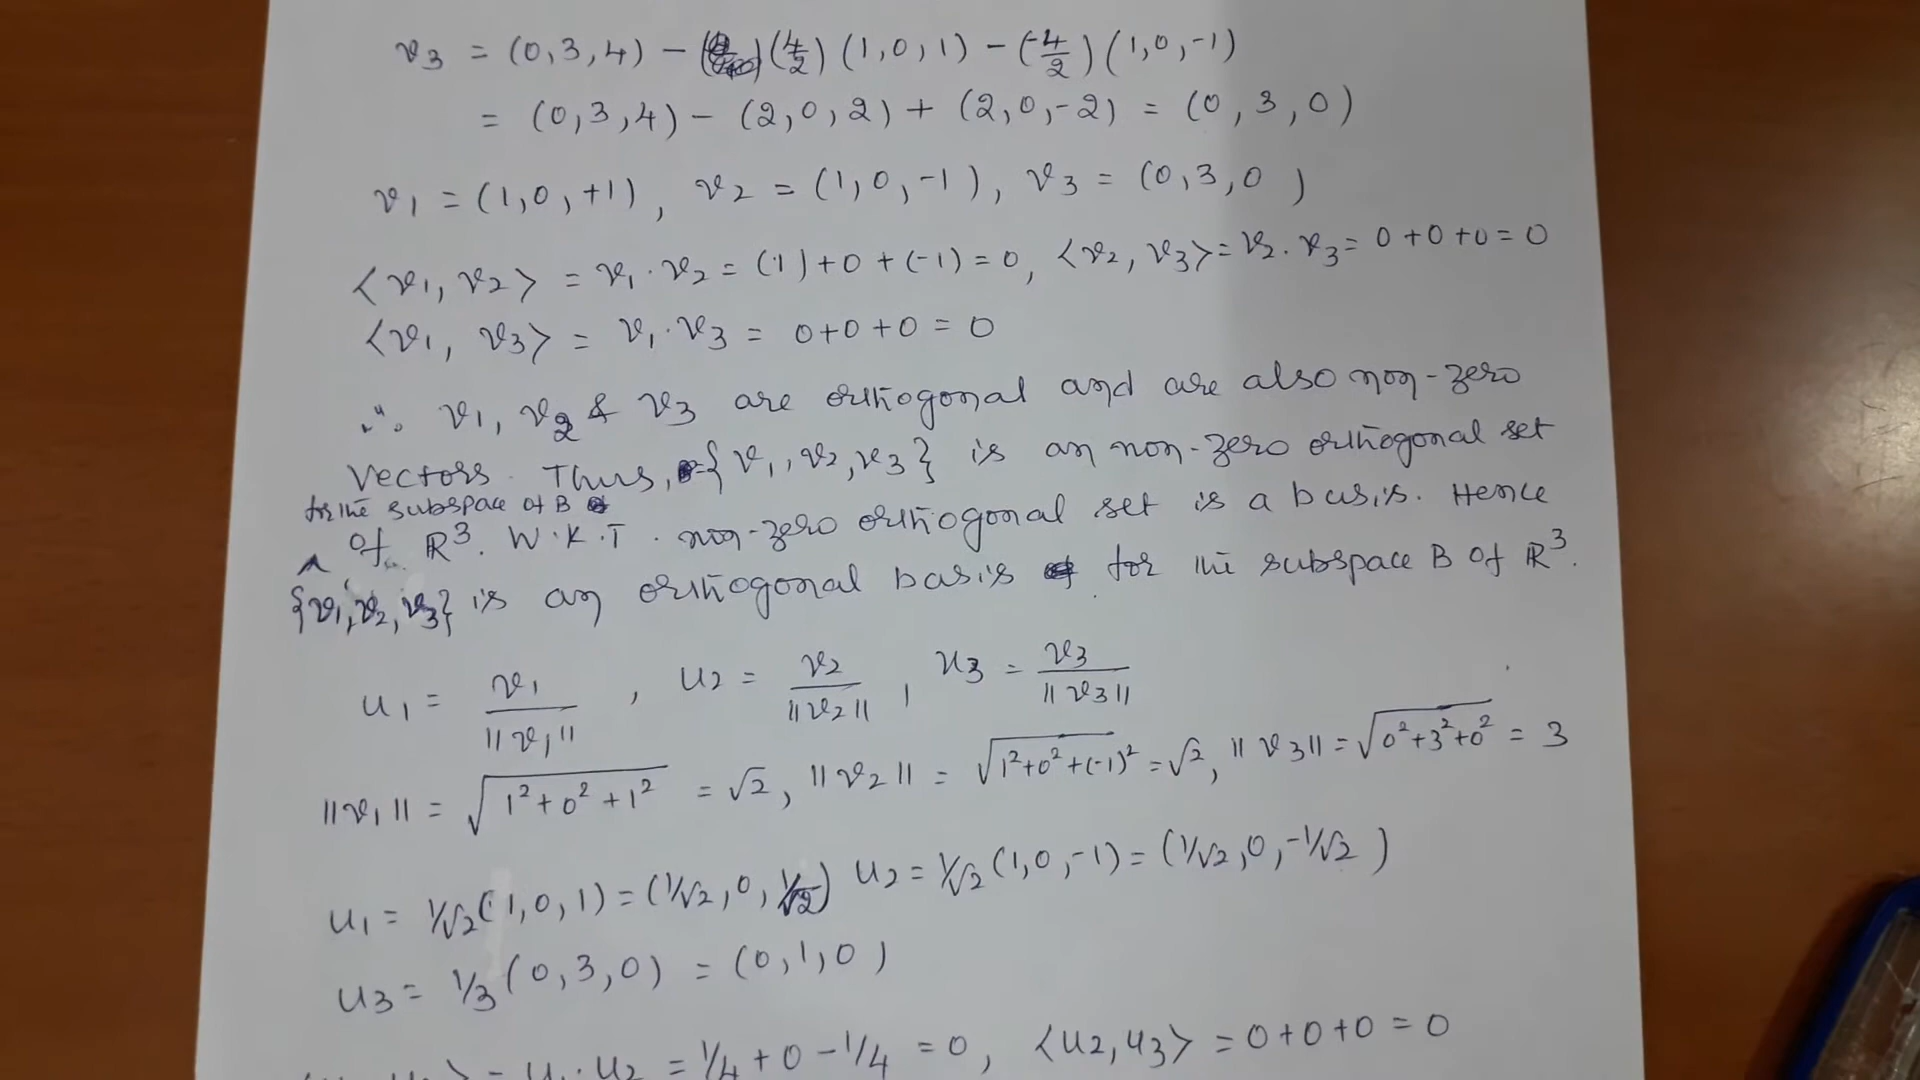 v3 = (0,3,4) - (4/2)(1,0,1) - (-4/2)(1,0,-1)
= (0,3,4) - (2,0,2) + (2,0,-2) = (0,3,0)
v1 = (1,0,+1), v2 = (1,0,-1), v3 = (0,3,0)
<v1, v2> = v1·v2 = (1)+0+(-1) = 0, <v2, v3> = v2·v3 = 0+0+0 = 0
<v1, v3> = v1·v3 = 0+0+0 = 0
∴ v1, v2 & v3 are orthogonal and are also non-zero
vectors. Thus, {v1, v2, v3} is an non-zero orthogonal set
for the subspace of B
of R^3. W.K.T. non-zero orthogonal set is a basis. Hence
{v1, v2, v3} is an orthogonal basis for the subspace B of R^3.
u1 = v1/||v1||, u2 = v2/||v2||, u3 = v3/||v3||
||v1|| = √(1²+0²+1²) = √2, ||v2|| = √(1²+0²+(-1)²) = √2, ||v3|| = √(0²+3²+0²) = 3
u1 = 1/√2(1,0,1) = (1/√2,0,1/√2) u2 = 1/√2(1,0,-1) = (1/√2,0,-1/√2)
u3 = 1/3(0,3,0) = (0,1,0)
u1·u2 = 1/4+0-1/4 = 0, <u2,u3> = 0+0+0 = 0